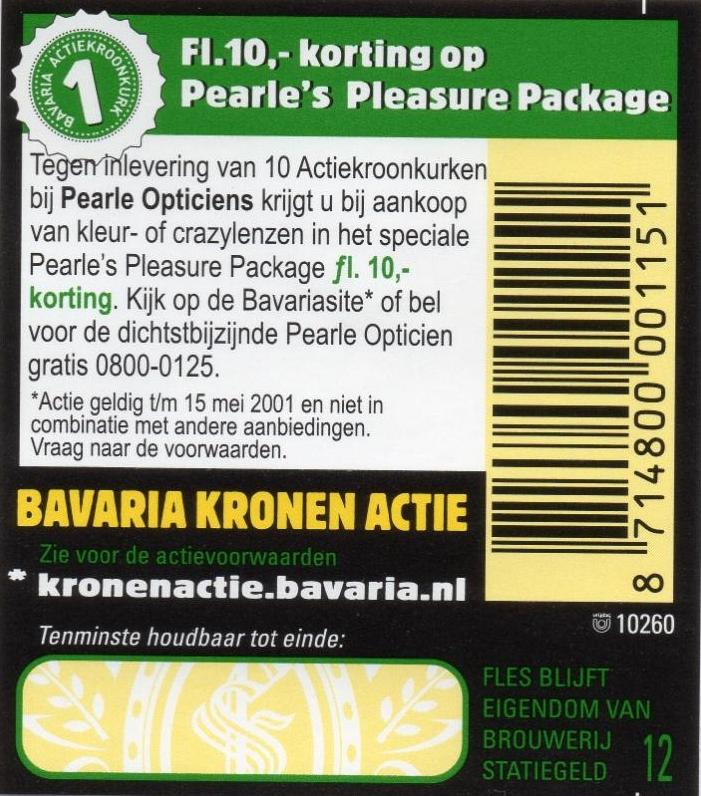 BAVARIA ACTIEKROONKURK
1
Fl.10,- korting op
Pearle's Pleasure Package
Tegen inlevering van 10 Actiekroonkurken
bij Pearle Opticiens krijgt u bij aankoop
van kleur- of crazylenzen in het speciale
Pearle's Pleasure Package fl. 10,-
korting. Kijk op de Bavariasite* of bel
voor de dichtstbijzijnde Pearle Opticien
gratis 0800-0125.
*Actie geldig t/m 15 mei 2001 en niet in
combinatie met andere aanbiedingen.
Vraag naar de voorwaarden.
8 714800 001151
BAVARIA KRONEN ACTIE
Zie voor de actievoorwaarden
* kronenactie.bavaria.nl
10260
Tenminste houdbaar tot einde:
FLES BLIJFT
EIGENDOM VAN
BROUWERIJ
STATIEGELD
12